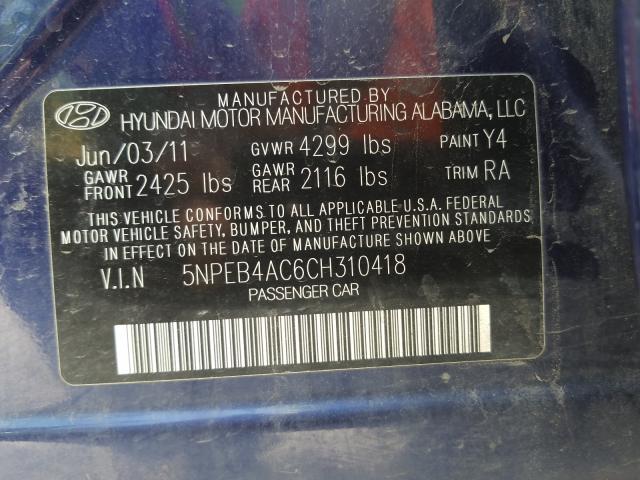 MANUFACTURED BY
HYUNDAI MOTOR MANUFACTURING ALABAMA, LLC
Jun/03/11 GVWR 4299 lbs PAINT Y4
GAWR FRONT 2425 lbs GAWR REAR 2116 lbs TRIM RA
THIS VEHICLE CONFORMS TO ALL APPLICABLE U.S.A. FEDERAL
MOTOR VEHICLE SAFETY, BUMPER, AND THEFT PREVENTION STANDARDS
IN EFFECT ON THE DATE OF MANUFACTURE SHOWN ABOVE
V.I.N 5NPEB4AC6CH310418
PASSENGER CAR